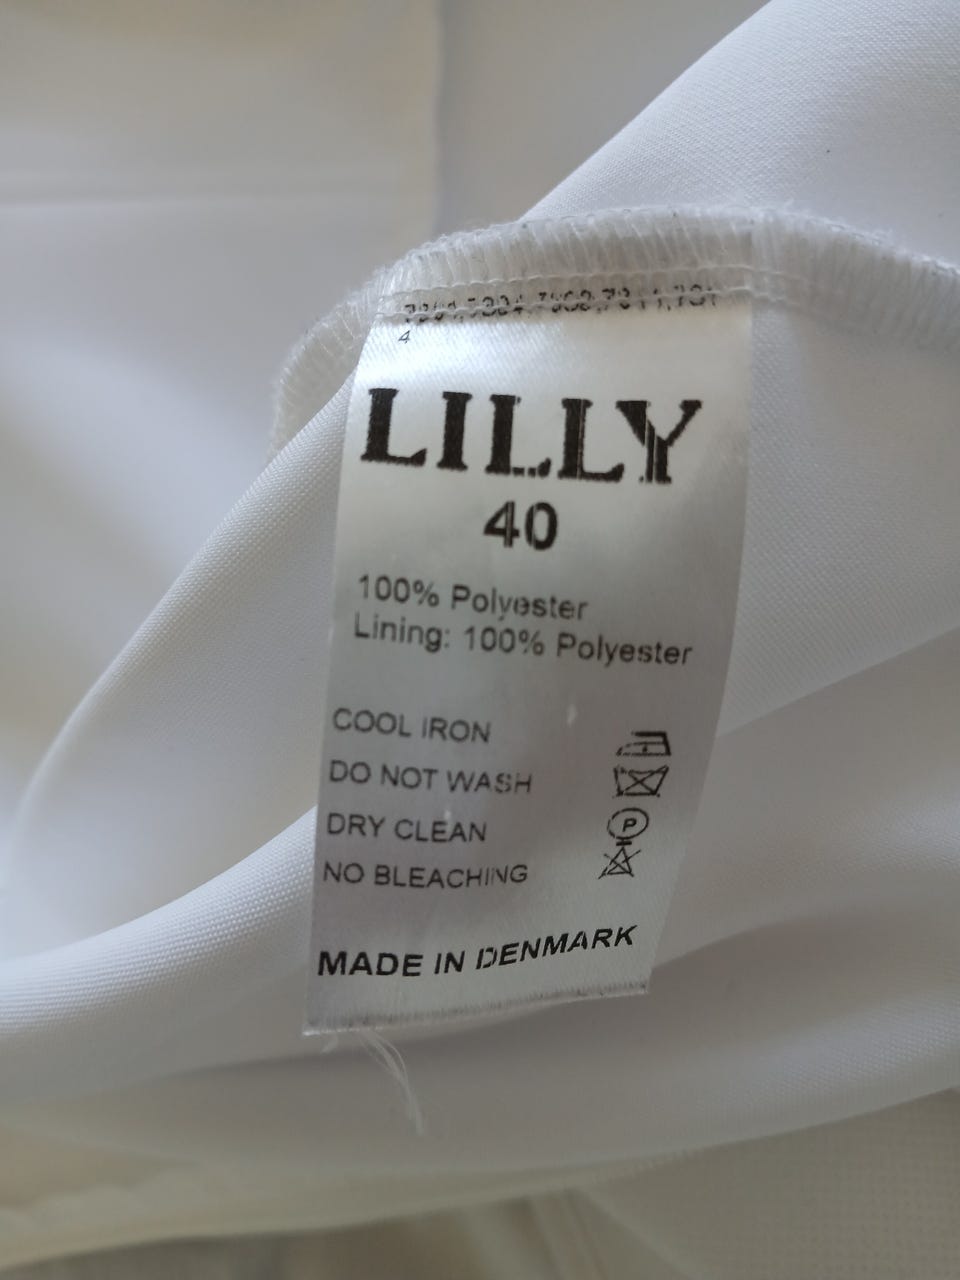 4
LILLY
40
100% Polyester
Lining: 100% Polyester
COOL IRON
DO NOT WASH
DRY CLEAN
P
NO BLEACHING
MADE IN DENMARK